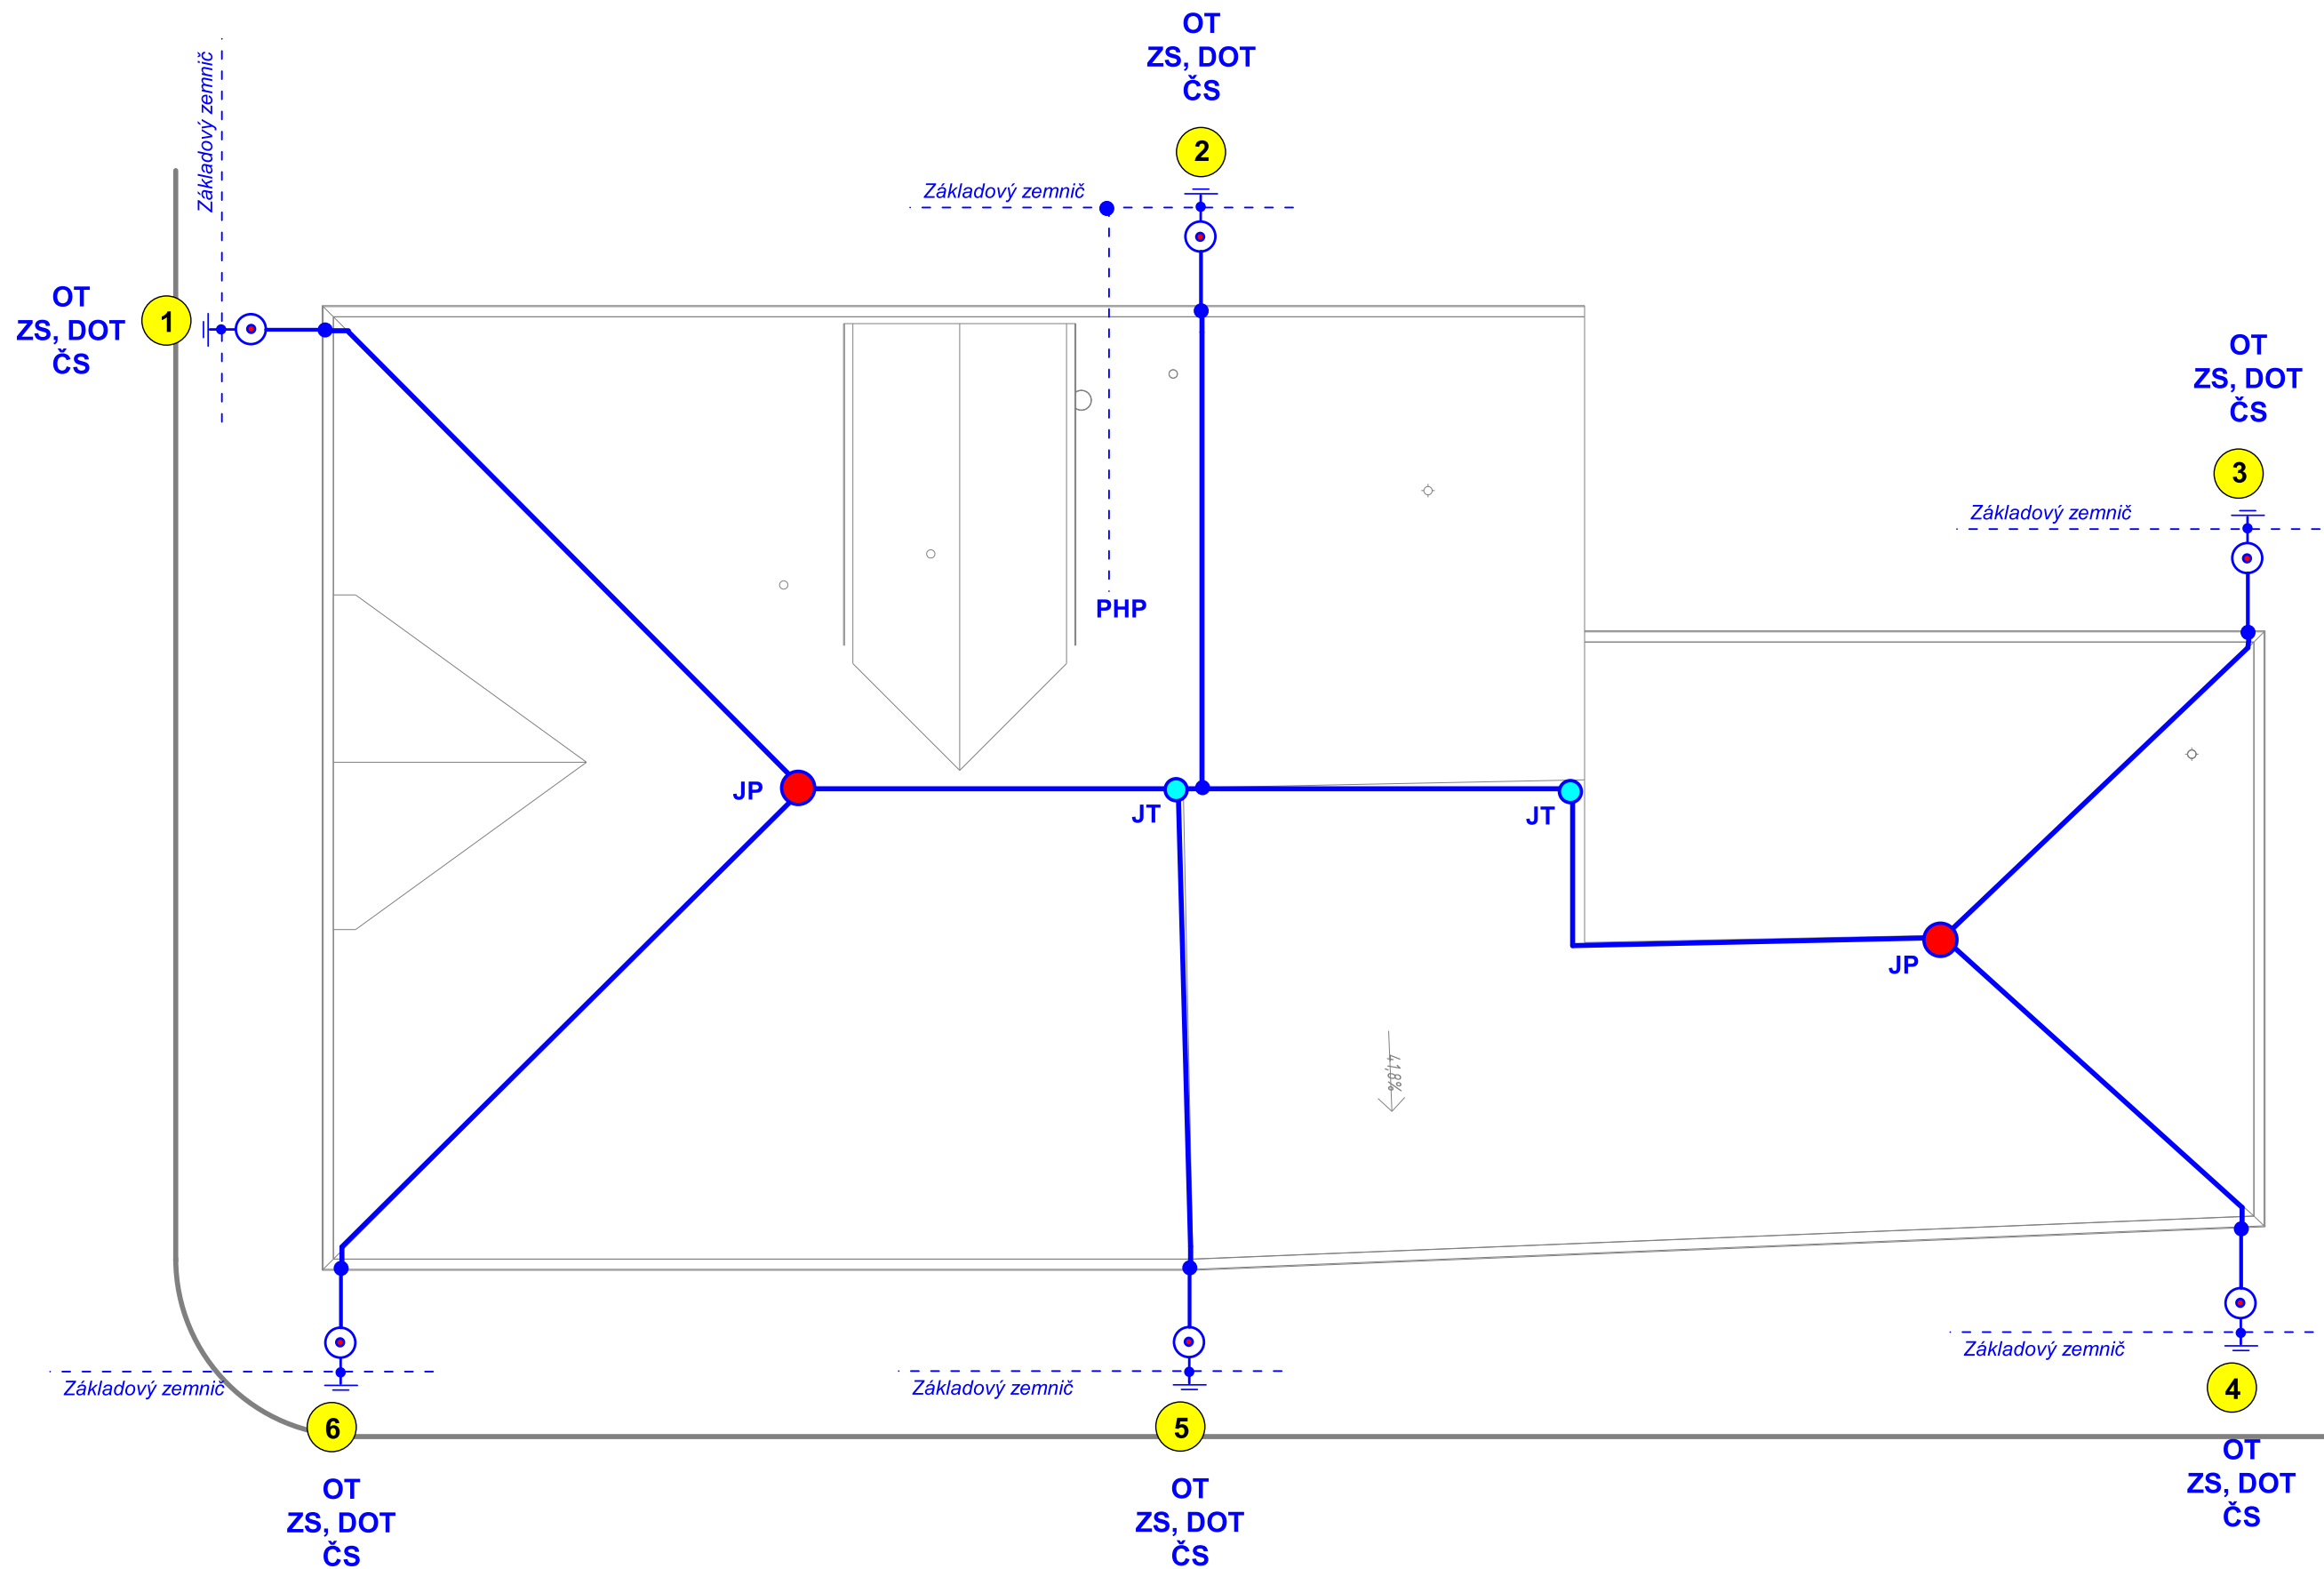 OT
ZS, DOT
ČS
2
Základový zemnič
Základový zemnič
OT
ZS, DOT
ČS
1
OT
ZS, DOT
ČS
3
Základový zemnič
PHP
JP
JT
JT
JP
41,8%
Základový zemnič
4
OT
ZS, DOT
ČS
Základový zemnič
5
OT
ZS, DOT
ČS
Základový zemnič
6
OT
ZS, DOT
ČS